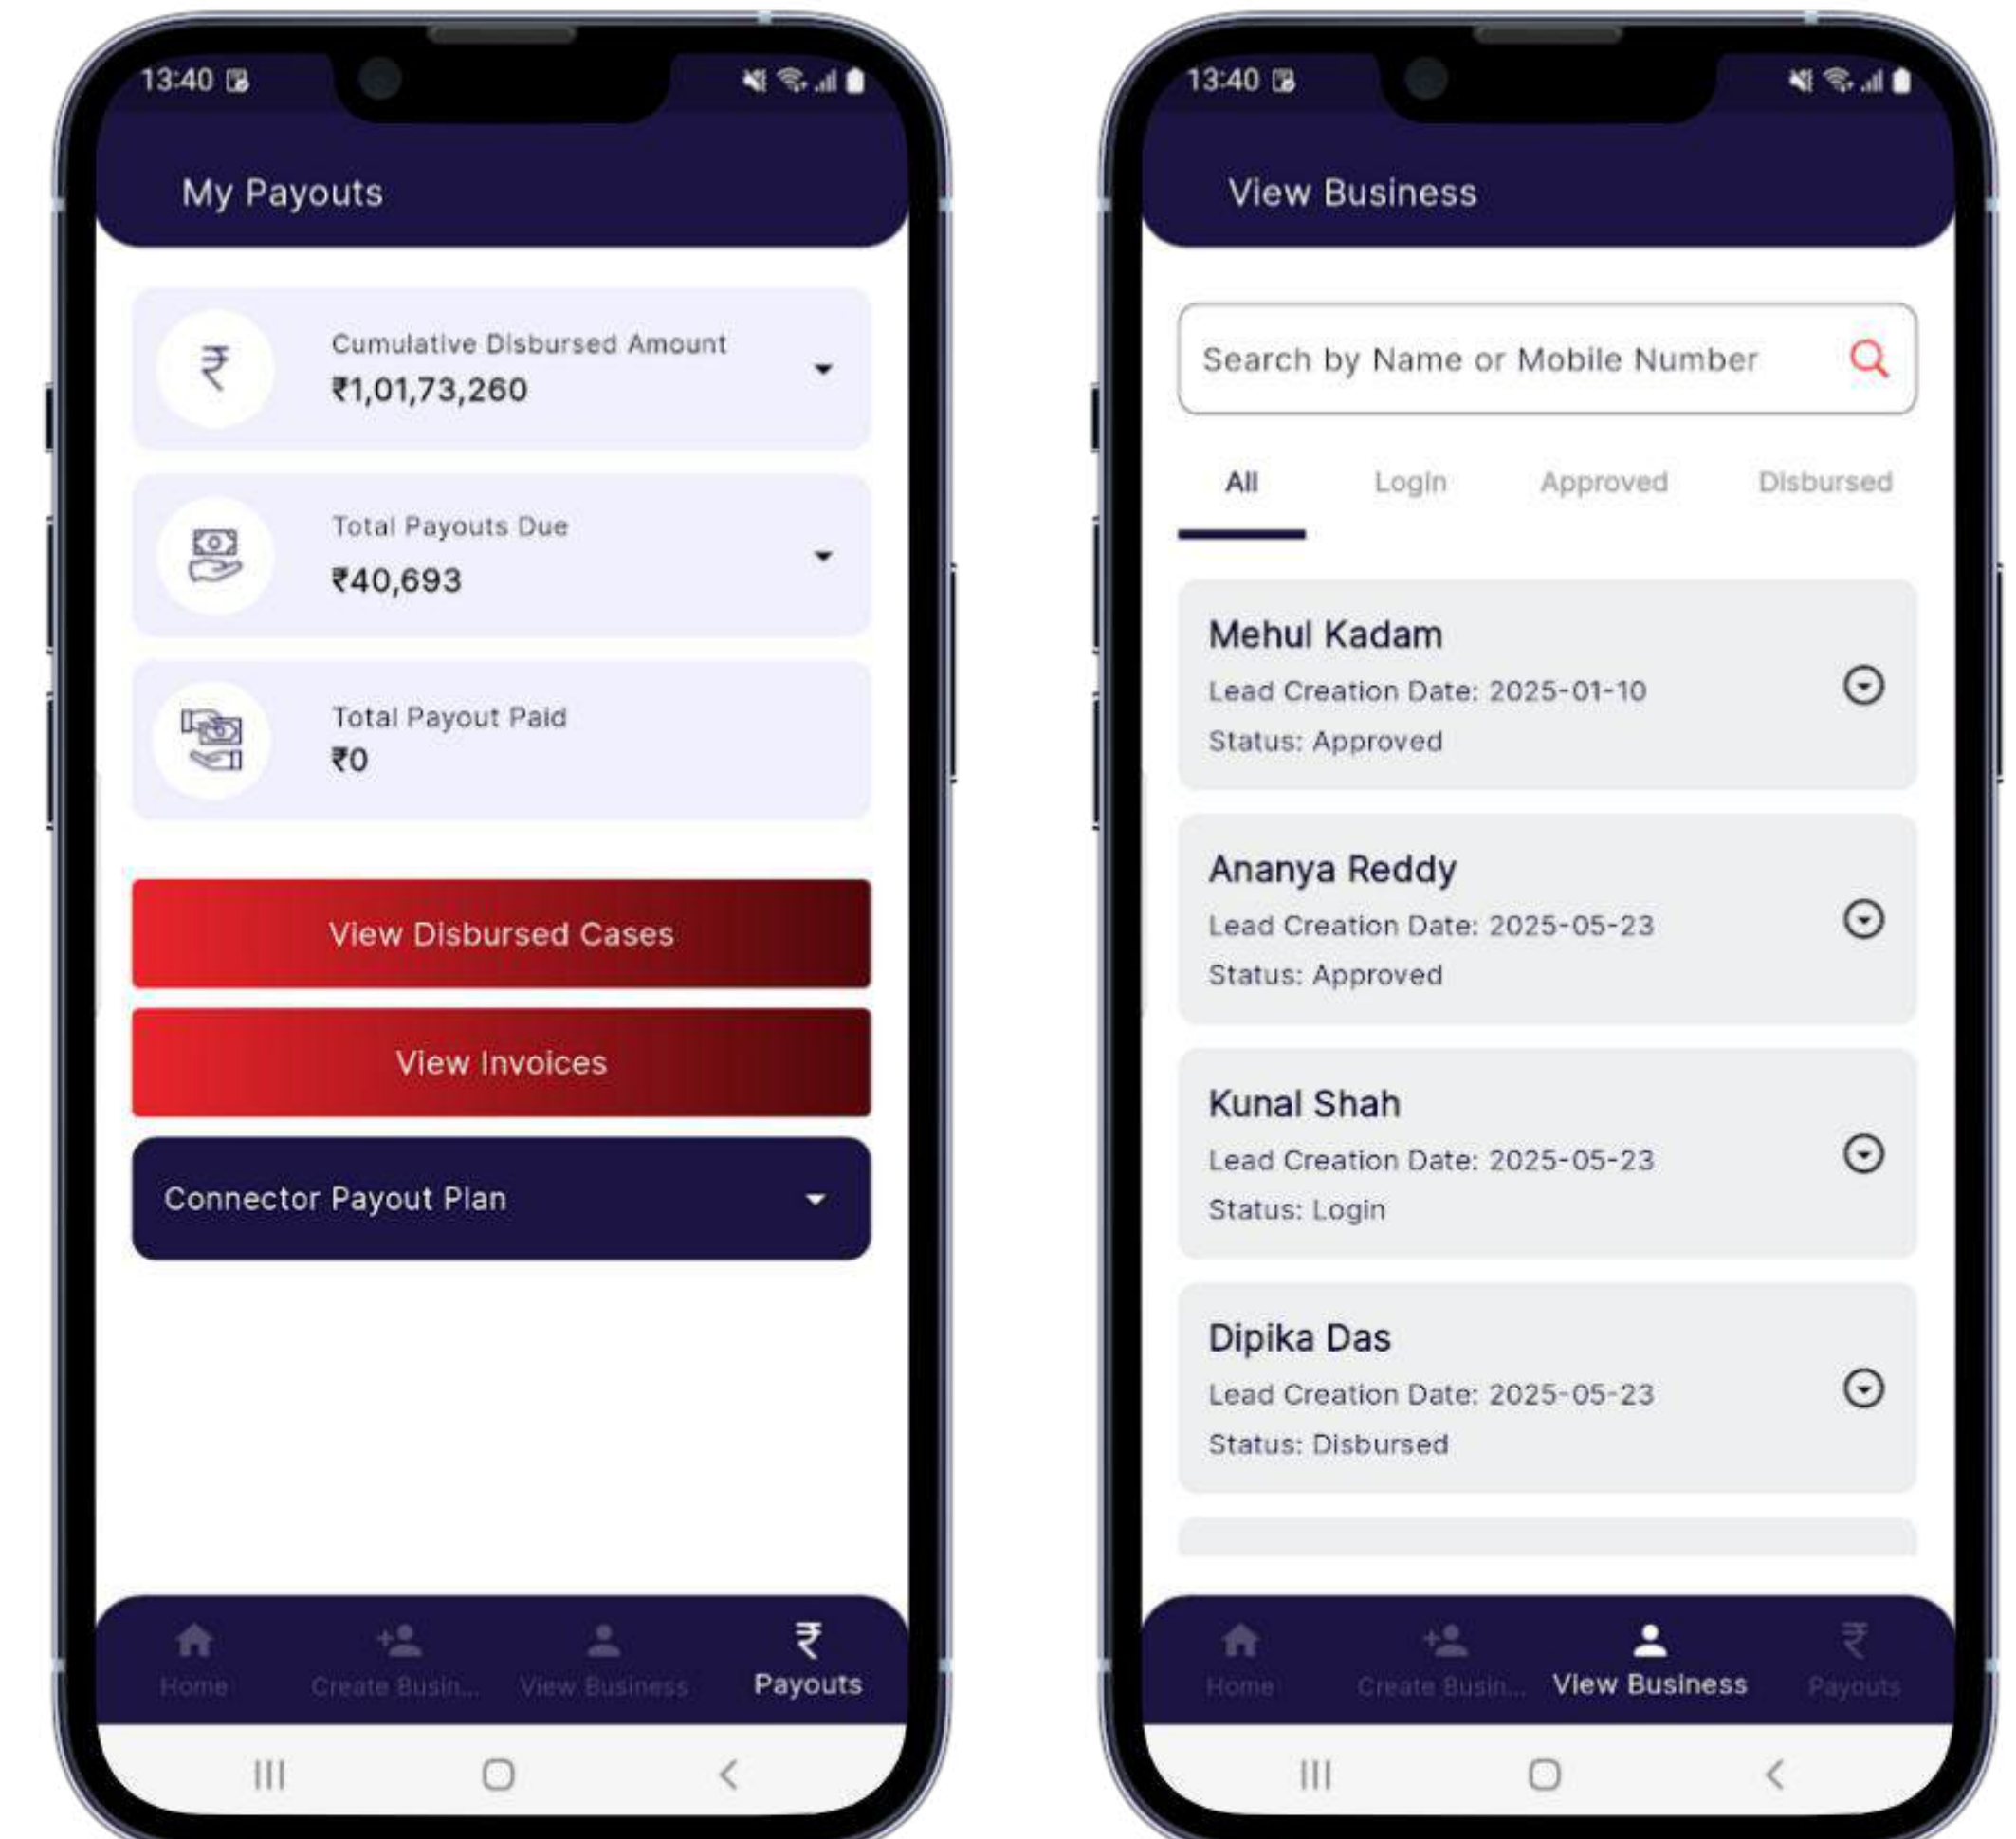 13:40
My Payouts
Cumulative Disbursed Amount
₹1,01,73,260
Total Payouts Due
₹40,693
Total Payout Paid
₹0
View Disbursed Cases
View Invoices
Connector Payout Plan
Home
Create Busin...
View Business
Payouts
13:40
View Business
Search by Name or Mobile Number
All
Login
Approved
Disbursed
Mehul Kadam
Lead Creation Date: 2025-01-10
Status: Approved
Ananya Reddy
Lead Creation Date: 2025-05-23
Status: Approved
Kunal Shah
Lead Creation Date: 2025-05-23
Status: Login
Dipika Das
Lead Creation Date: 2025-05-23
Status: Disbursed
Home
Create Busin...
View Business
Payouts